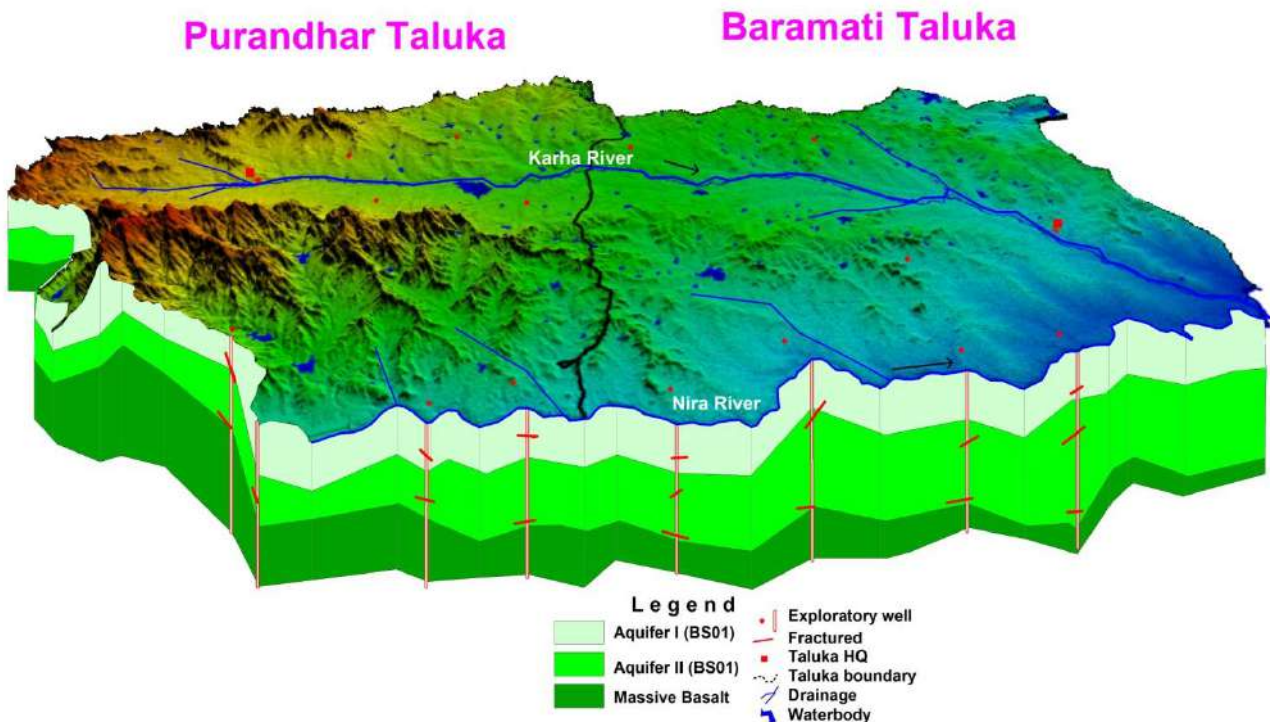 Purandhar Taluka
Baramati Taluka
Karha River
Nira River
Legend
Aquifer I (BS01)
Aquifer II (BS01)
Massive Basalt
Exploratory well
Fractured
Taluka HQ
Taluka boundary
Drainage
Waterbody